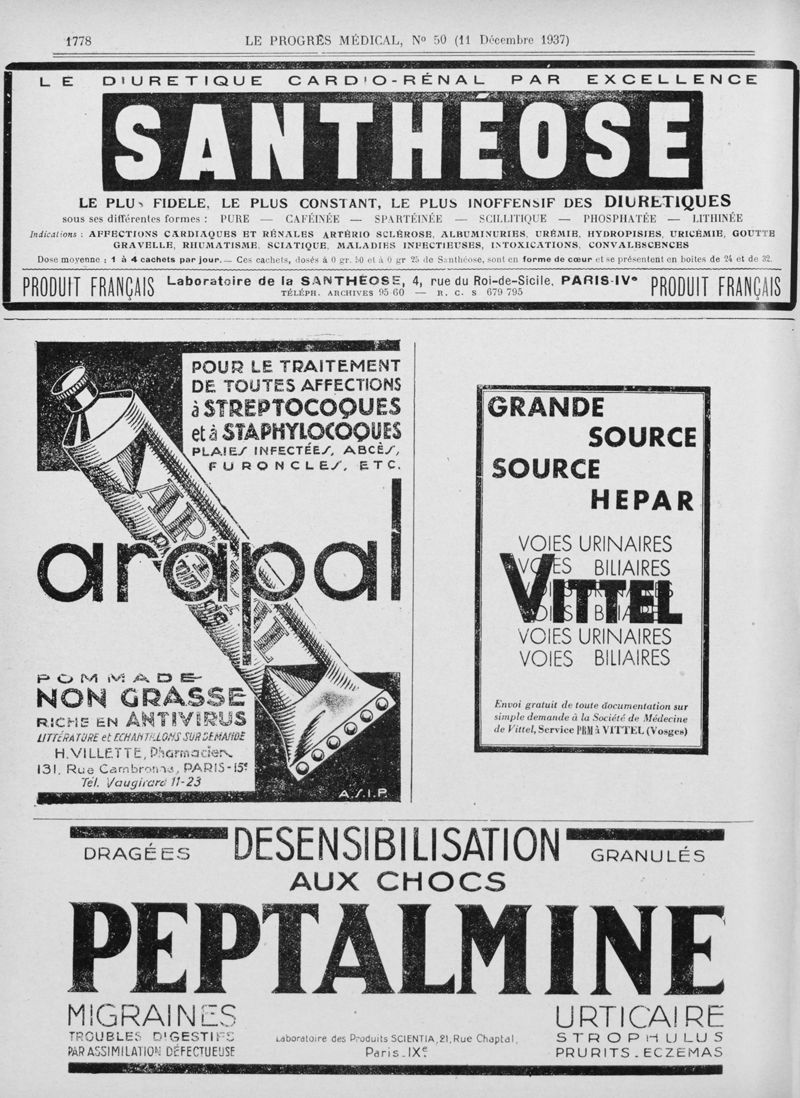 1778
LE PROGRÈS MÉDICAL, N° 50 (11 Décembre 1937)
LE DIURETIQUE CARDIO-RÉNAL PAR EXCELLENCE
SANTHÉOSE
LE PLUS FIDELE, LE PLUS CONSTANT, LE PLUS INOFFENSIF DES DIURETIQUES
sous ses différentes formes : PURE — CAFÉINÉE — SPARTÉINÉE — SCILLITIQUE — PHOSPHATÉE — LITHINÉE
Indications : AFFECTIONS CARDIAQUES ET RÉNALES ARTÉRIO SCLÉROSE, ALBUMINURIES, URÉMIE, HYDROPISIES, URICÉMIE, GOUTTE
GRAVELLE, RHUMATISME, SCIATIQUE, MALADIES INFECTIEUSES, INTOXICATIONS, CONVALESCENCES
Dose moyenne : 1 à 4 cachets par jour. — Ces cachets, dosés à 0 gr. 50 et à 0 gr 25 de Santhéose, sont en forme de cœur et se présentent en boites de 24 et de 32.
PRODUIT FRANÇAIS
Laboratoire de la SANTHÉOSE, 4, rue du Roi-de-Sicile, PARIS-IVe
TÉLÉPH. ARCHIVES 95-60 — R. C. S 679 795
PRODUIT FRANÇAIS
POUR LE TRAITEMENT
DE TOUTES AFFECTIONS
à STREPTOCOQUES
et à STAPHYLOCOQUES
PLAIES INFECTÉES, ABCÈS,
FURONCLES, ETC.
arapal
POMMADE
NON GRASSE
RICHE EN ANTIVIRUS
LITTÉRATURE et ECHANTILLONS SUR DEMANDE
H. VILLETTE, Pharmacien
131, Rue Cambronne, PARIS-15e
Tél. Vaugirard 11-23
A.S.I.P.
GRANDE
SOURCE
SOURCE
HEPAR
VOIES URINAIRES
VOIES BILIAIRES
VOIES URINAIRES
VITTEL
VOIES BILIAIRES
VOIES URINAIRES
VOIES BILIAIRES
Envoi gratuit de toute documentation sur
simple demande à la Société de Médecine
de Vittel, Service PRM à VITTEL (Vosges)
DRAGÉES
DESENSIBILISATION
GRANULÉS
AUX CHOCS
PEPTALMINE
MIGRAINES
TROUBLES DIGESTIFS
PAR ASSIMILATION DÉFECTUEUSE
Laboratoire des Produits SCIENTIA, 21, Rue Chaptal,
Paris-IXe
URTICAIRE
STROPHULUS
PRURITS-ECZEMAS